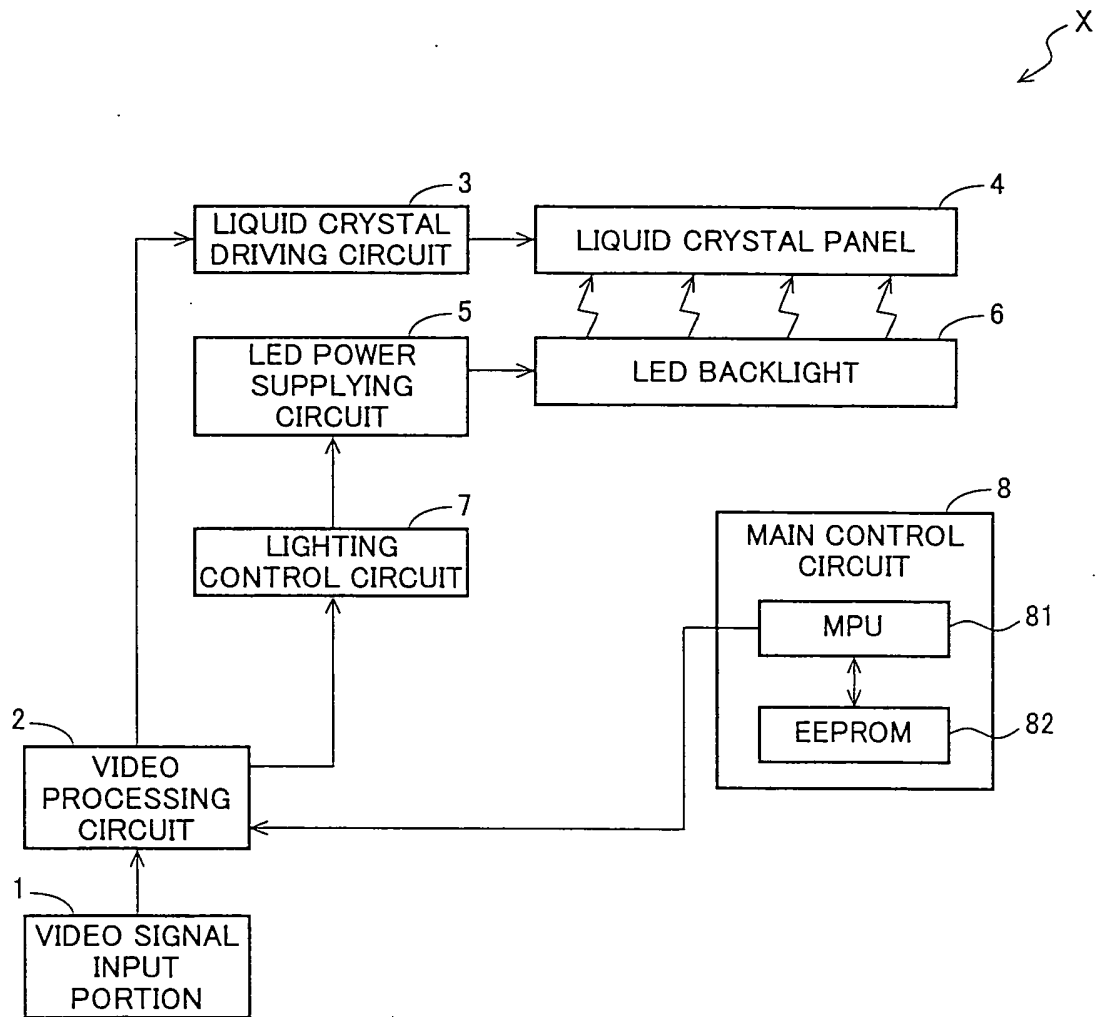 X
3
LIQUID CRYSTAL
DRIVING CIRCUIT
4
LIQUID CRYSTAL PANEL
5
LED POWER
SUPPLYING
CIRCUIT
6
LED BACKLIGHT
7
LIGHTING
CONTROL CIRCUIT
8
MAIN CONTROL
CIRCUIT
MPU
81
EEPROM
82
2
VIDEO
PROCESSING
CIRCUIT
1
VIDEO SIGNAL
INPUT
PORTION